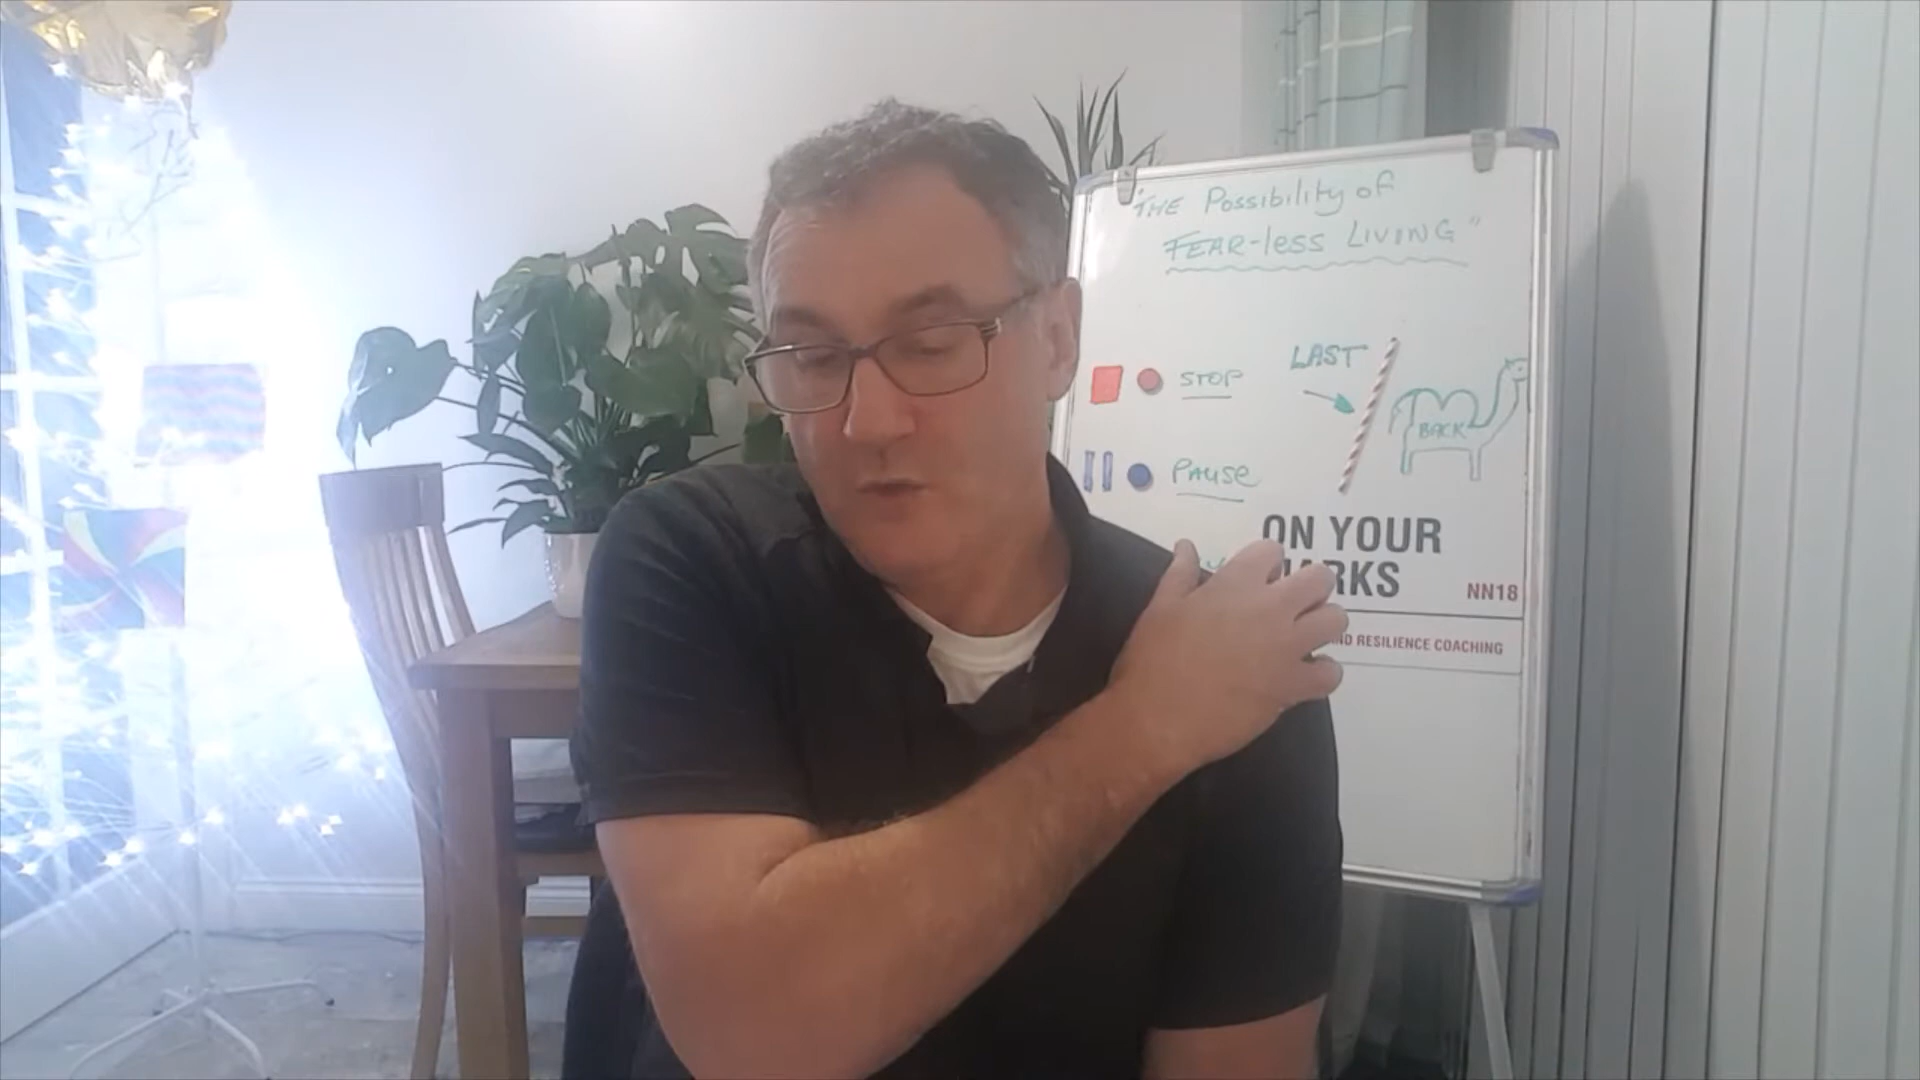 "THE Possibility of
FEAR-less LIVING"
LAST
STOP
BACK
PAUSE
ON YOUR
ARKS
NN18
ND RESILIENCE COACHING